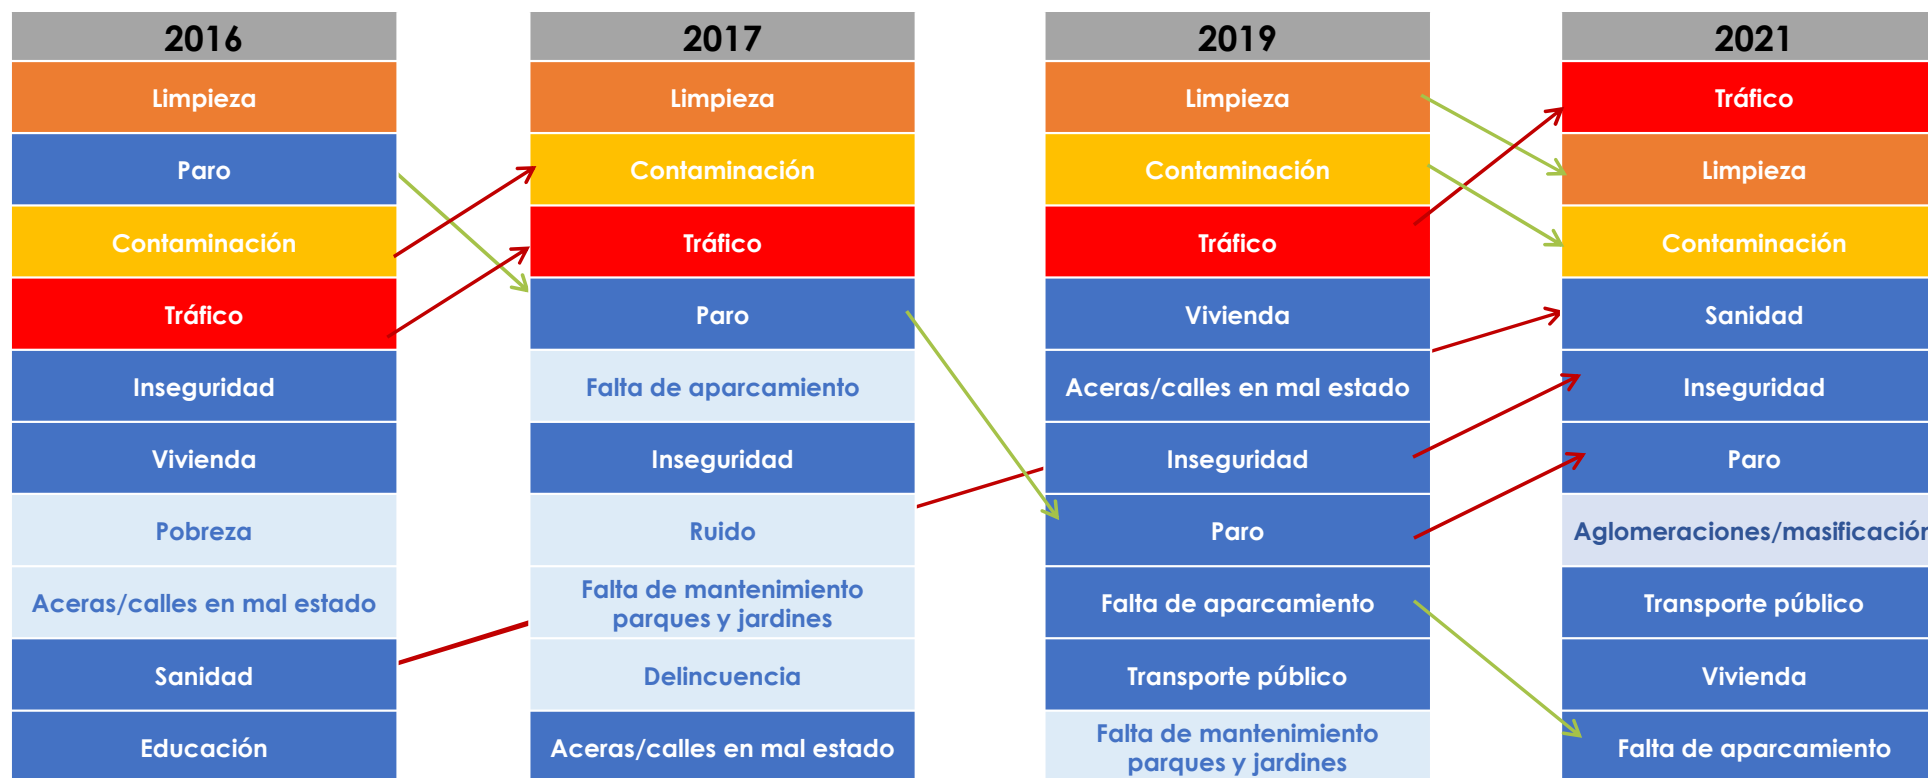 2016
Limpieza
Paro
Contaminación
Tráfico
Inseguridad
Vivienda
Pobreza
Aceras/calles en mal estado
Sanidad
Educación
2017
Limpieza
Contaminación
Tráfico
Paro
Falta de aparcamiento
Inseguridad
Ruido
Falta de mantenimiento
parques y jardines
Delincuencia
Aceras/calles en mal estado
2019
Limpieza
Contaminación
Tráfico
Vivienda
Aceras/calles en mal estado
Inseguridad
Paro
Falta de aparcamiento
Transporte público
Falta de mantenimiento
parques y jardines
2021
Tráfico
Limpieza
Contaminación
Sanidad
Inseguridad
Paro
Aglomeraciones/masificación
Transporte público
Vivienda
Falta de aparcamiento